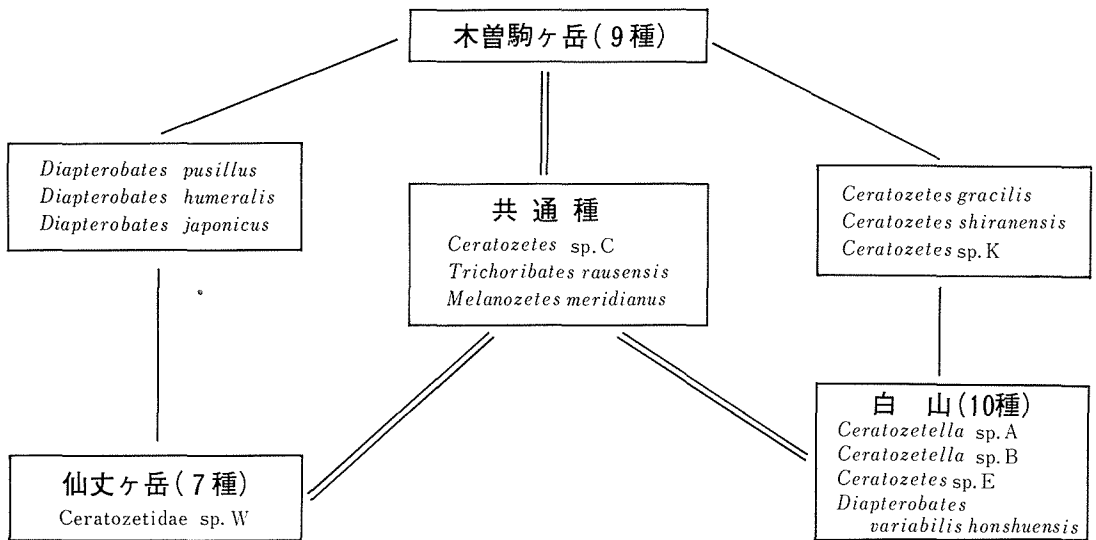 木曽駒ヶ岳(9種)
Diapterobates pusillus
Diapterobates humeralis
Diapterobates japonicus
共通種
Ceratozetes sp. C
Trichoribates rausensis
Melanozetes meridianus
Ceratozetes gracilis
Ceratozetes shiranensis
Ceratozetes sp. K
仙丈ヶ岳(7種)
Ceratozetidae sp. W
白 山(10種)
Ceratozetella sp. A
Ceratozetella sp. B
Ceratozetes sp. E
Diapterobates
variabilis honshuensis